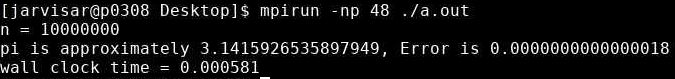 [jarvisar@p0308 Desktop]$ mpirun -np 48 ./a.out
n = 10000000
pi is approximately 3.1415926535897949, Error is 0.0000000000000018
wall clock time = 0.000581